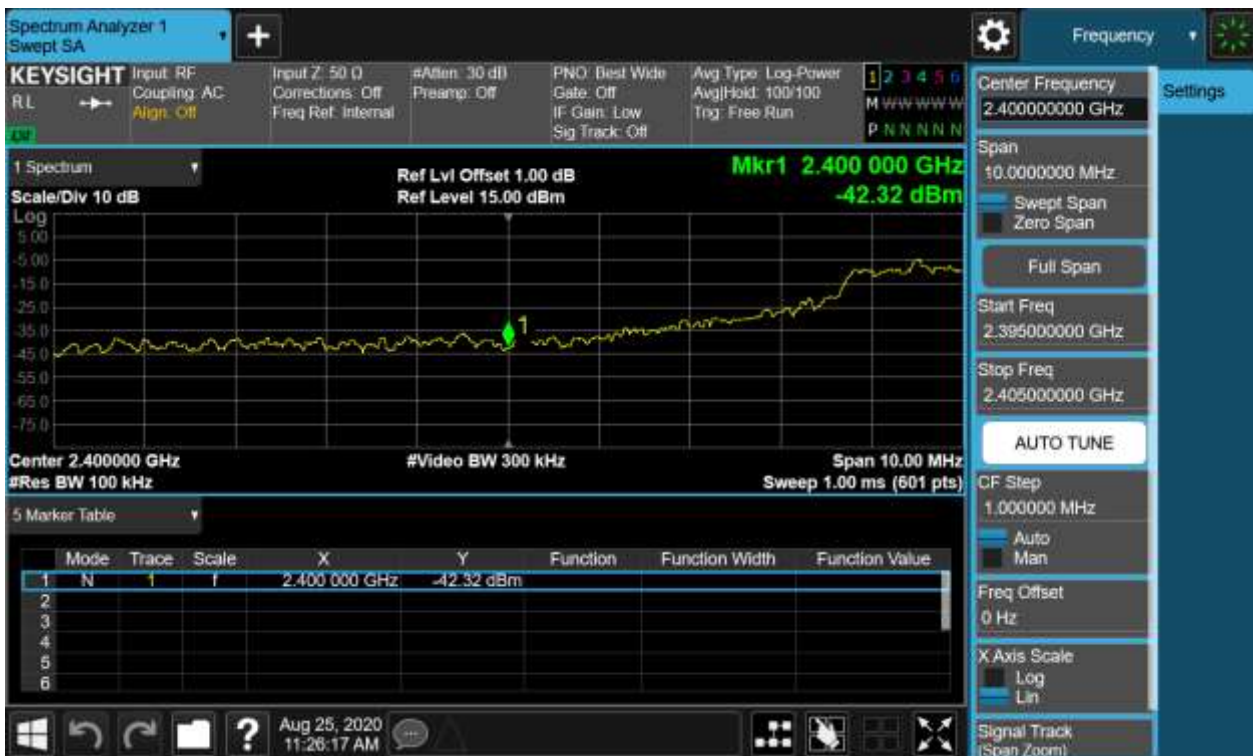 Spectrum Analyzer 1
Swept SA
Frequency
KEYSIGHT
RL
Input: RF
Coupling: AC
Align: Off
Input Z: 50 Ω
Corrections: Off
Freq Ref: Internal
#Atten: 30 dB
Preamp: Off
PNO: Best Wide
Gate: Off
IF Gain: Low
Sig Track: Off
Avg Type: Log-Power
Avg|Hold: 100/100
Trig: Free Run
1 2 3 4 5 6
M W W W W W
P N N N N N
1 Spectrum
Scale/Div 10 dB
Ref Lvl Offset 1.00 dB
Ref Level 15.00 dBm
Mkr1 2.400 000 GHz
-42.32 dBm
Log
5.00
-5.00
-15.0
-25.0
-35.0
-45.0
-55.0
-65.0
-75.0
1
Center 2.400000 GHz
#Res BW 100 kHz
#Video BW 300 kHz
Span 10.00 MHz
Sweep 1.00 ms (601 pts)
5 Marker Table
Mode Trace Scale X Y Function Function Width Function Value
1 N 1 f 2.400 000 GHz -42.32 dBm
2
3
4
5
6
Aug 25, 2020
11:26:17 AM
Center Frequency
2.400000000 GHz
Settings
Span
10.0000000 MHz
Swept Span
Zero Span
Full Span
Start Freq
2.395000000 GHz
Stop Freq
2.405000000 GHz
AUTO TUNE
CF Step
1.000000 MHz
Auto
Man
Freq Offset
0 Hz
X Axis Scale
Log
Lin
Signal Track
(Span Zoom)